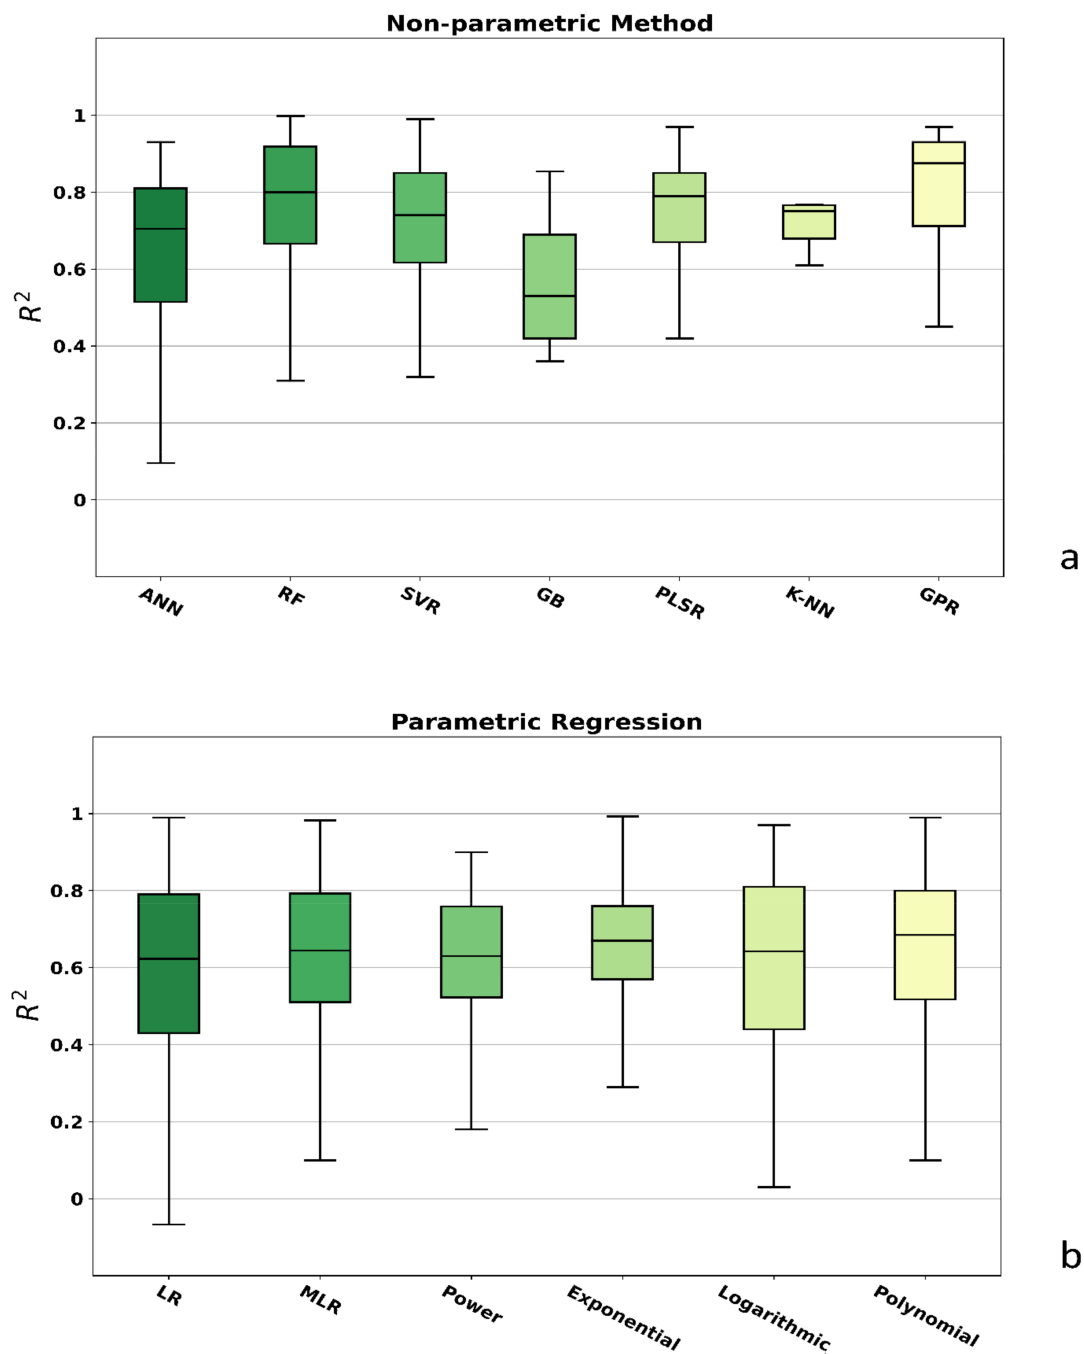 Non-parametric Method
1
0.8
0.6
0.4
0.2
0
R²
ANN RF SVR GB PLSR K-NN GPR
a
Parametric Regression
1
0.8
0.6
0.4
0.2
0
R²
LR MLR Power Exponential Logarithmic Polynomial
b